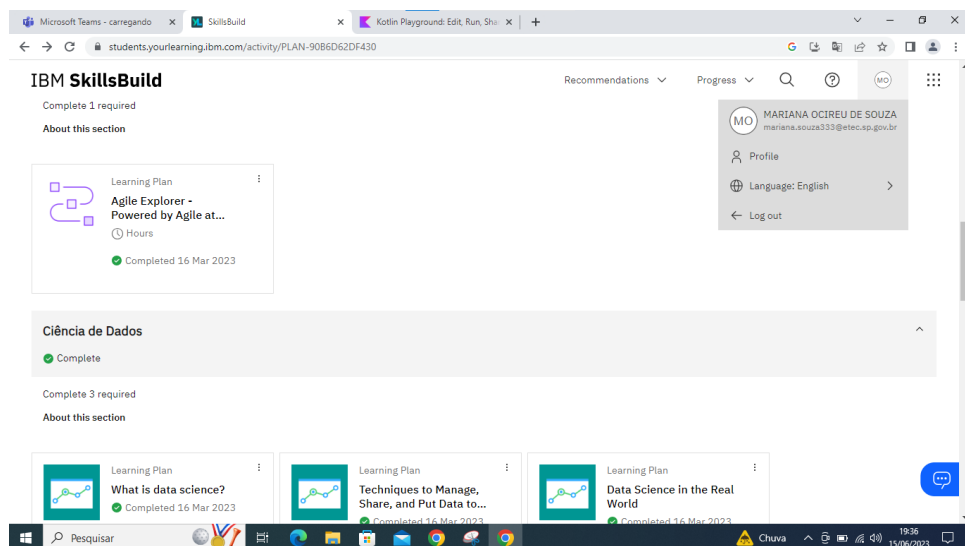 Microsoft Teams - carregando
SkillsBuild
Kotlin Playground: Edit, Run, Sha
students.yourlearning.ibm.com/activity/PLAN-90B6D62DF430
IBM SkillsBuild
Recommendations
Progress
MO
Complete 1 required
About this section
MO
MARIANA OCIREU DE SOUZA
mariana.souza333@etec.sp.gov.br
Profile
Language: English
Log out
Learning Plan
Agile Explorer -
Powered by Agile at...
Hours
Completed 16 Mar 2023
Ciência de Dados
Complete
Complete 3 required
About this section
Learning Plan
What is data science?
Completed 16 Mar 2023
Learning Plan
Techniques to Manage,
Share, and Put Data to...
Completed 16 Mar 2023
Learning Plan
Data Science in the Real
World
Completed 16 Mar 2023
Pesquisar
Chuva
19:36
15/06/2023